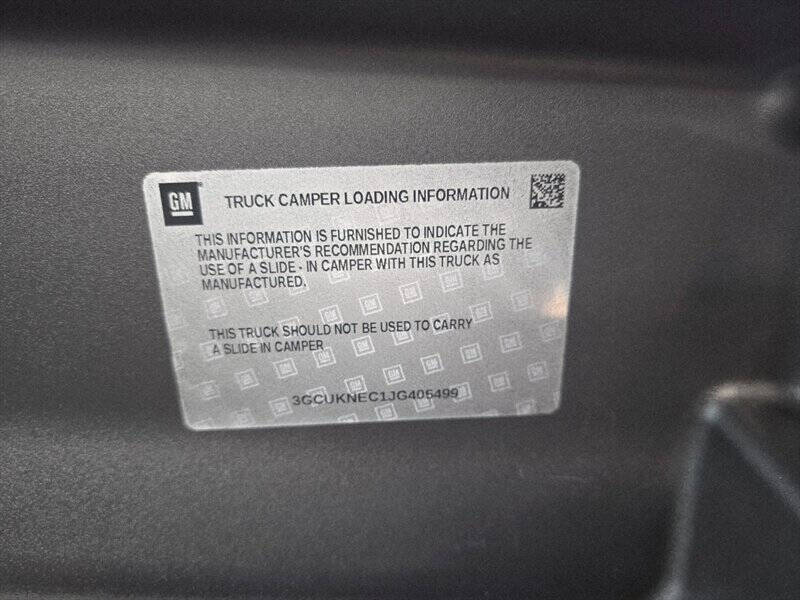 GM
TRUCK CAMPER LOADING INFORMATION
THIS INFORMATION IS FURNISHED TO INDICATE THE
MANUFACTURER'S RECOMMENDATION REGARDING THE
USE OF A SLIDE - IN CAMPER WITH THIS TRUCK AS
MANUFACTURED.
THIS TRUCK SHOULD NOT BE USED TO CARRY
A SLIDE IN CAMPER
3GCUKNEC1JG405499